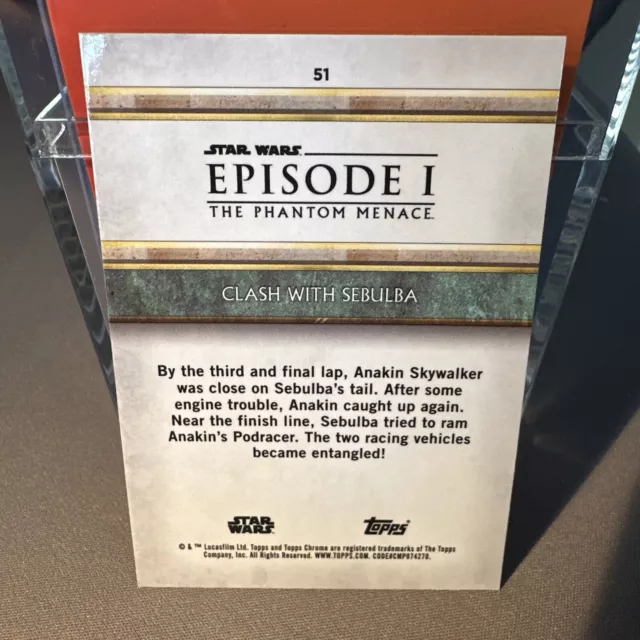 51
STAR WARS
EPISODE I
THE PHANTOM MENACE
CLASH WITH SEBULBA
By the third and final lap, Anakin Skywalker
was close on Sebulba's tail. After some
engine trouble, Anakin caught up again.
Near the finish line, Sebulba tried to ram
Anakin's Podracer. The two racing vehicles
became entangled!
STAR WARS
topps
© & ™ Lucasfilm Ltd. Topps and Topps Chrome are registered trademarks of The Topps
Company, Inc. All Rights Reserved. WWW.TOPPS.COM. CODE#CMP074270.